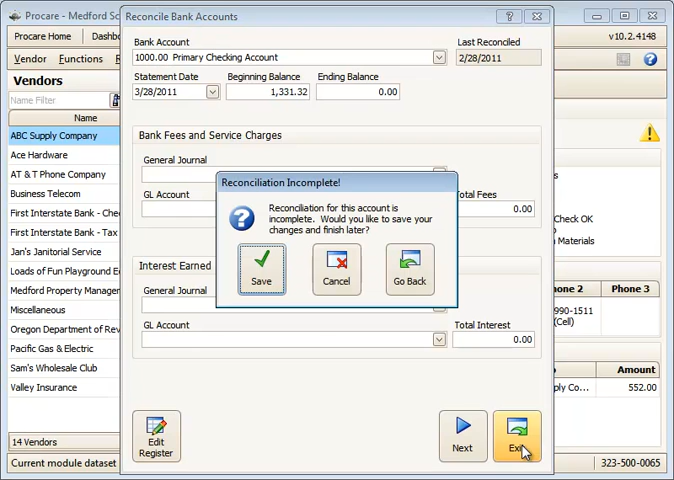 Procare - Medford Sc
Procare Home
Dashbo
v10.2.4148
Vendor
Functions
Vendors
Name Filter
Name
ABC Supply Company
Ace Hardware
AT & T Phone Company
Business Telecom
First Interstate Bank - Chec
First Interstate Bank - Tax
Jan's Janitorial Service
Loads of Fun Playground E
Medford Property Manager
Miscellaneous
Oregon Department of Rev
Pacific Gas & Electric
Sam's Wholesale Club
Valley Insurance
14 Vendors
Current module dataset
Reconcile Bank Accounts
Bank Account
Last Reconciled
1000.00 Primary Checking Account
2/28/2011
Statement Date
Beginning Balance
Ending Balance
3/28/2011
1,331.32
0.00
Bank Fees and Service Charges
General Journal
GL Account
Total Fees
0.00
Reconciliation Incomplete!
Reconciliation for this account is
incomplete. Would you like to save your
changes and finish later?
Save
Cancel
Go Back
Interest Earned
General Journal
GL Account
Total Interest
0.00
Edit
Register
Next
Exit
Check OK
Materials
hone 2
Phone 3
990-1511
(Cell)
Amount
ply Co...
552.00
323-500-0065